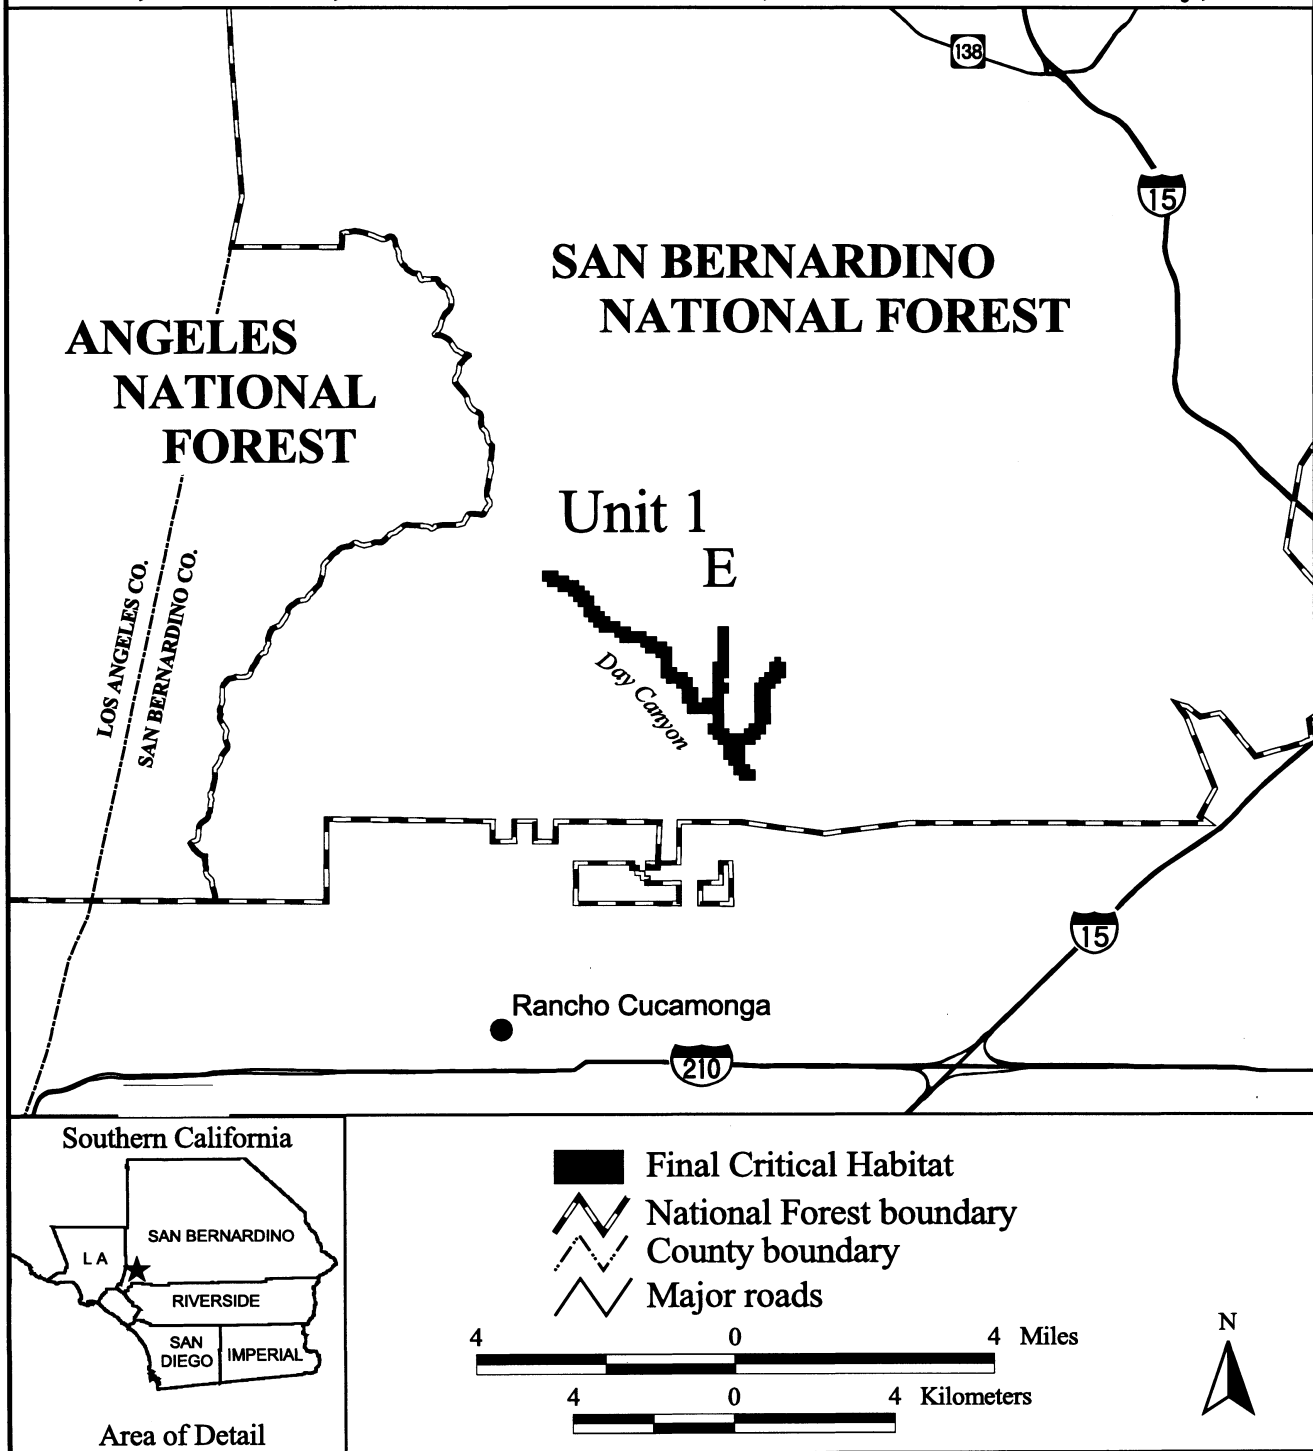 138
15
SAN BERNARDINO
NATIONAL FOREST
ANGELES
NATIONAL
FOREST
Unit 1
E
LOS ANGELES CO.
SAN BERNARDINO CO.
Day Canyon
15
Rancho Cucamonga
210
Southern California
SAN BERNARDINO
L A
RIVERSIDE
SAN
DIEGO
IMPERIAL
Area of Detail
Final Critical Habitat
National Forest boundary
County boundary
Major roads
4 0 4 Miles
4 0 4 Kilometers
N